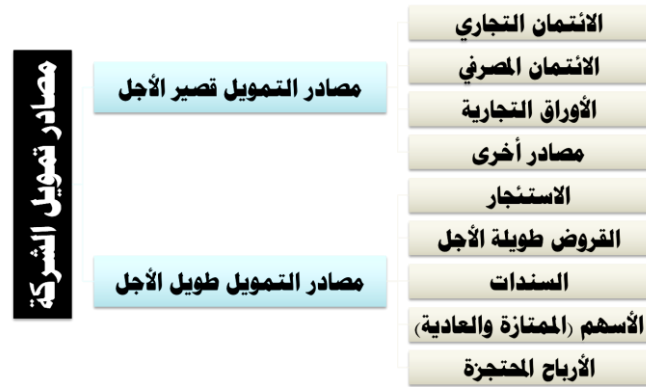 مصادر تمويل الشركة
مصادر التمويل قصير الأجل
الائتمان التجاري
الائتمان المصرفي
الأوراق التجارية
مصادر أخرى
مصادر التمويل طويل الأجل
الاستئجار
القروض طويلة الأجل
السندات
الأسهم (الممتازة والعادية)
الأرباح المحتجزة